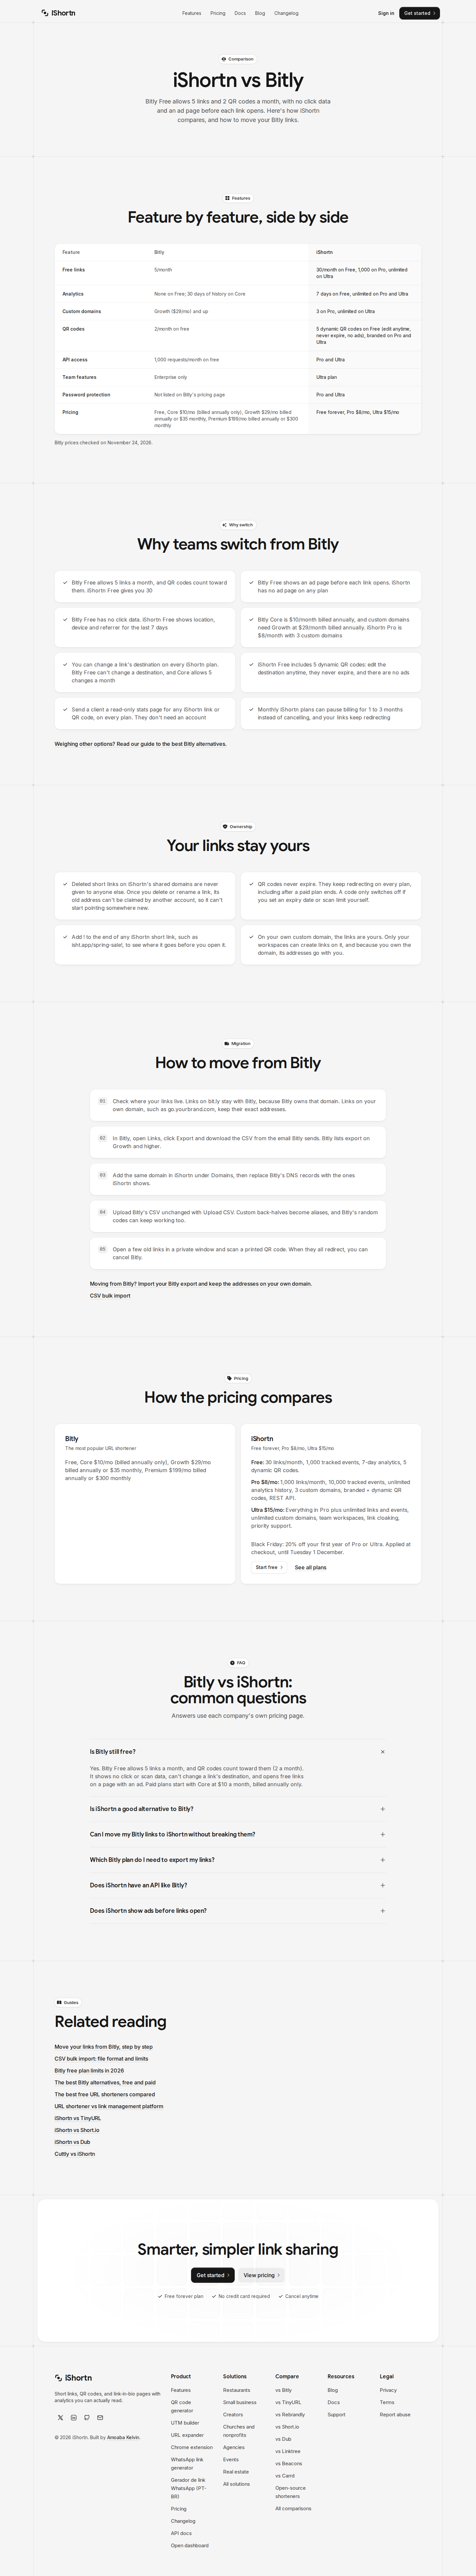 iShortn
Features
Pricing
Docs
Blog
Changelog
Sign in
Get started
Comparison
iShortn vs Bitly
Bitly Free allows 5 links and 2 QR codes a month, with no click data
and an ad page before each link opens. Here's how iShortn
compares, and how to move your Bitly links.
Features
Feature by feature, side by side
Feature
Bitly
iShortn
Free links
5/month
30/month on Free, 1,000 on Pro, unlimited
on Ultra
Analytics
None on Free; 30 days of history on Core
7 days on Free, unlimited on Pro and Ultra
Custom domains
Growth ($29/mo) and up
3 on Pro, unlimited on Ultra
QR codes
2/month on free
5 dynamic QR codes on Free (edit anytime,
never expire, no ads), branded on Pro and
Ultra
API access
1,000 requests/month on free
Pro and Ultra
Team features
Enterprise only
Ultra plan
Password protection
Not listed on Bitly's pricing page
Pro and Ultra
Pricing
Free, Core $10/mo (billed annually only), Growth $29/mo billed
annually or $35 monthly, Premium $199/mo billed annually or $300
monthly
Free forever, Pro $8/mo, Ultra $15/mo
Bitly prices checked on November 24, 2026.
Why switch
Why teams switch from Bitly
Bitly Free allows 5 links a month, and QR codes count toward
them. iShortn Free gives you 30
Bitly Free shows an ad page before each link opens. iShortn
has no ad page on any plan
Bitly Free has no click data. iShortn Free shows location,
device and referrer for the last 7 days
Bitly Core is $10/month billed annually, and custom domains
need Growth at $29/month billed annually. iShortn Pro is
$8/month with 3 custom domains
You can change a link's destination on every iShortn plan.
Bitly Free can't change a destination, and Core allows 5
changes a month
iShortn Free includes 5 dynamic QR codes: edit the
destination anytime, they never expire, and there are no ads
Send a client a read-only stats page for any iShortn link or
QR code, on every plan. They don't need an account
Monthly iShortn plans can pause billing for 1 to 3 months
instead of cancelling, and your links keep redirecting
Weighing other options? Read our guide to the best Bitly alternatives.
Ownership
Your links stay yours
Deleted short links on iShortn's shared domains are never
given to anyone else. Once you delete or rename a link, its
old address can't be claimed by another account, so it can't
start pointing somewhere new.
QR codes never expire. They keep redirecting on every plan,
including after a paid plan ends. A code only switches off if
you set an expiry date or scan limit yourself.
Add ! to the end of any iShortn short link, such as
isht.app/spring-sale!, to see where it goes before you open it.
On your own custom domain, the links are yours. Only your
workspaces can create links on it, and because you own the
domain, its addresses go with you.
Migration
How to move from Bitly
01
Check where your links live. Links on bit.ly stay with Bitly, because Bitly owns that domain. Links on your
own domain, such as go.yourbrand.com, keep their exact addresses.
02
In Bitly, open Links, click Export and download the CSV from the email Bitly sends. Bitly lists export on
Growth and higher.
03
Add the same domain in iShortn under Domains, then replace Bitly's DNS records with the ones
iShortn shows.
04
Upload Bitly's CSV unchanged with Upload CSV. Custom back-halves become aliases, and Bitly's random
codes can keep working too.
05
Open a few old links in a private window and scan a printed QR code. When they all redirect, you can
cancel Bitly.
Moving from Bitly? Import your Bitly export and keep the addresses on your own domain.
CSV bulk import
Pricing
How the pricing compares
Bitly
The most popular URL shortener
Free, Core $10/mo (billed annually only), Growth $29/mo
billed annually or $35 monthly, Premium $199/mo billed
annually or $300 monthly
iShortn
Free forever, Pro $8/mo, Ultra $15/mo
Free: 30 links/month, 1,000 tracked events, 7-day analytics, 5
dynamic QR codes.
Pro $8/mo: 1,000 links/month, 10,000 tracked events, unlimited
analytics history, 3 custom domains, branded + dynamic QR
codes, REST API.
Ultra $15/mo: Everything in Pro plus unlimited links and events,
unlimited custom domains, team workspaces, link cloaking,
priority support.
Black Friday: 20% off your first year of Pro or Ultra. Applied at
checkout, until Tuesday 1 December.
Start free
See all plans
FAQ
Bitly vs iShortn:
common questions
Answers use each company's own pricing page.
Is Bitly still free?
Yes. Bitly Free allows 5 links a month, and QR codes count toward them (2 a month).
It shows no click or scan data, can't change a link's destination, and opens free links
on a page with an ad. Paid plans start with Core at $10 a month, billed annually only.
Is iShortn a good alternative to Bitly?
Can I move my Bitly links to iShortn without breaking them?
Which Bitly plan do I need to export my links?
Does iShortn have an API like Bitly?
Does iShortn show ads before links open?
Guides
Related reading
Move your links from Bitly, step by step
CSV bulk import: file format and limits
Bitly free plan limits in 2026
The best Bitly alternatives, free and paid
The best free URL shorteners compared
URL shortener vs link management platform
iShortn vs TinyURL
iShortn vs Short.io
iShortn vs Dub
Cuttly vs iShortn
Smarter, simpler link sharing
Get started
View pricing
Free forever plan
No credit card required
Cancel anytime
iShortn
Short links, QR codes, and link-in-bio pages with
analytics you can actually read.
© 2026 iShortn. Built by Amoaba Kelvin.
Product
Features
QR code
generator
UTM builder
URL expander
Chrome extension
WhatsApp link
generator
Gerador de link
WhatsApp (PT-
BR)
Pricing
Changelog
API docs
Open dashboard
Solutions
Restaurants
Small business
Creators
Churches and
nonprofits
Agencies
Events
Real estate
All solutions
Compare
vs Bitly
vs TinyURL
vs Rebrandly
vs Short.io
vs Dub
vs Linktree
vs Beacons
vs Carrd
Open-source
shorteners
All comparisons
Resources
Blog
Docs
Support
Legal
Privacy
Terms
Report abuse